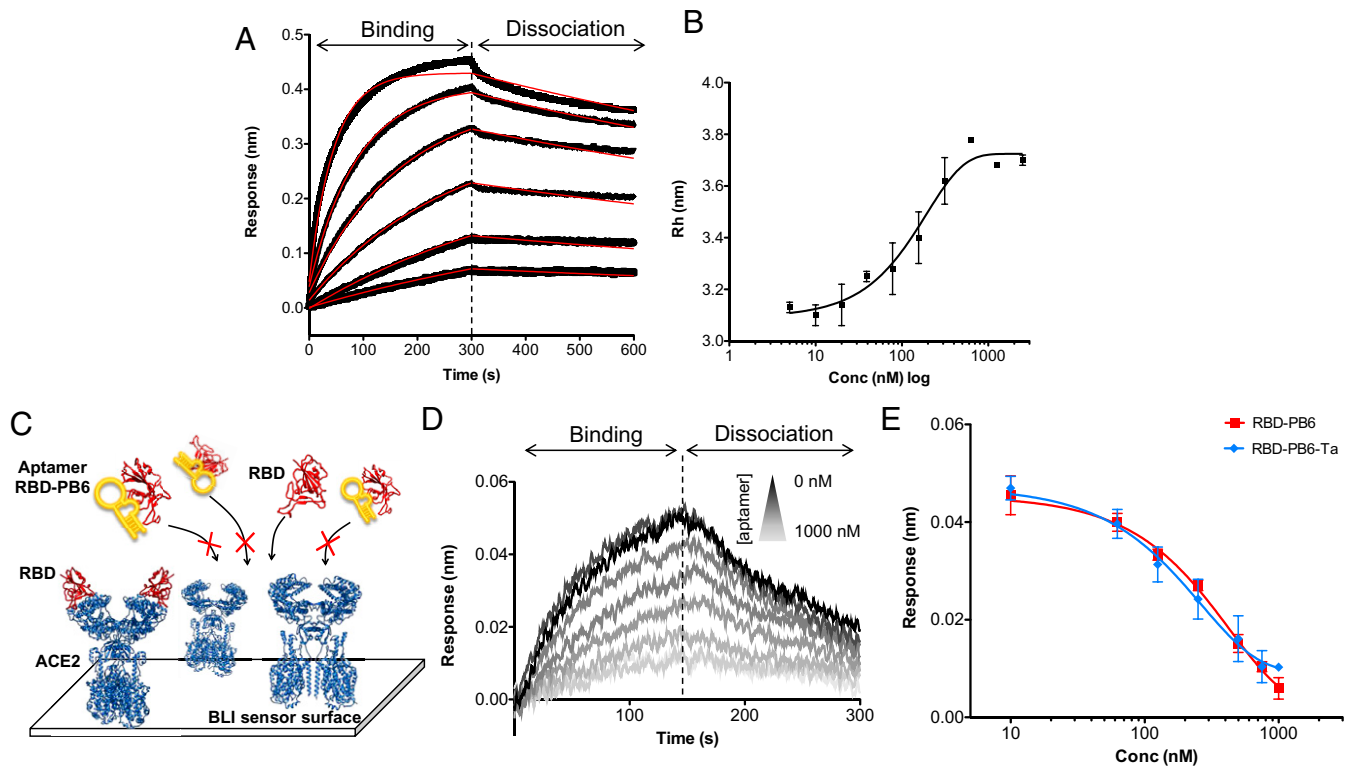 A
Binding
Dissociation
0.5
0.4
0.3
0.2
0.1
0.0
Response (nm)
0
100
200
300
400
500
600
Time (s)
B
4.0
3.8
3.6
3.4
3.2
3.0
Rh (nm)
1
10
100
1000
Conc (nM) log
C
Aptamer
RBD-PB6
RBD
RBD
ACE2
BLI sensor surface
D
Binding
Dissociation
0.06
0.04
0.02
0.00
Response (nm)
[aptamer]
0 nM
1000 nM
100
200
300
Time (s)
E
RBD-PB6
RBD-PB6-Ta
0.06
0.04
0.02
0.00
Response (nm)
10
100
1000
Conc (nM)